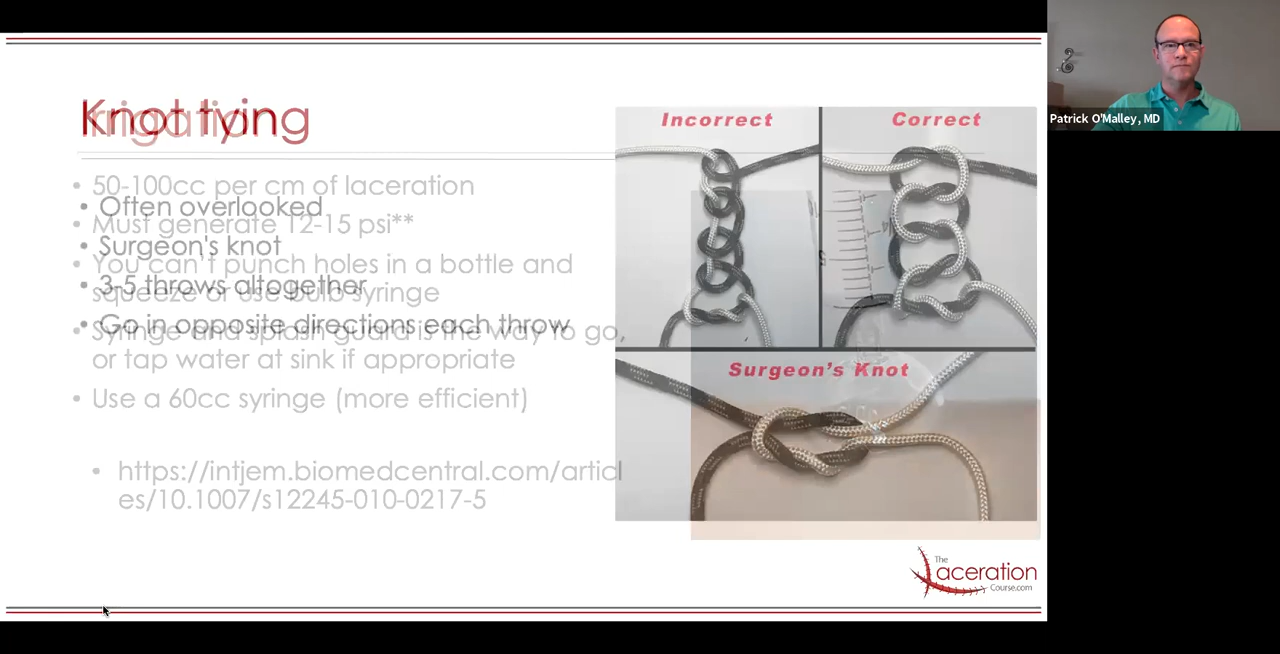 Knot tying
Irrigation
50-100cc per cm of laceration
Often overlooked
Must generate 12-15 psi**
Surgeon's knot
You can't punch holes in a bottle and
3-5 throws altogether
squeeze or use bulb syringe
Go in opposite directions each throw
Syringe and splash guard is the way to go,
or tap water at sink if appropriate
Use a 60cc syringe (more efficient)
https://intjem.biomedcentral.com/articl
es/10.1007/s12245-010-0217-5
Incorrect
Correct
Surgeon's Knot
The
Laceration
Course.com
Patrick O'Malley, MD